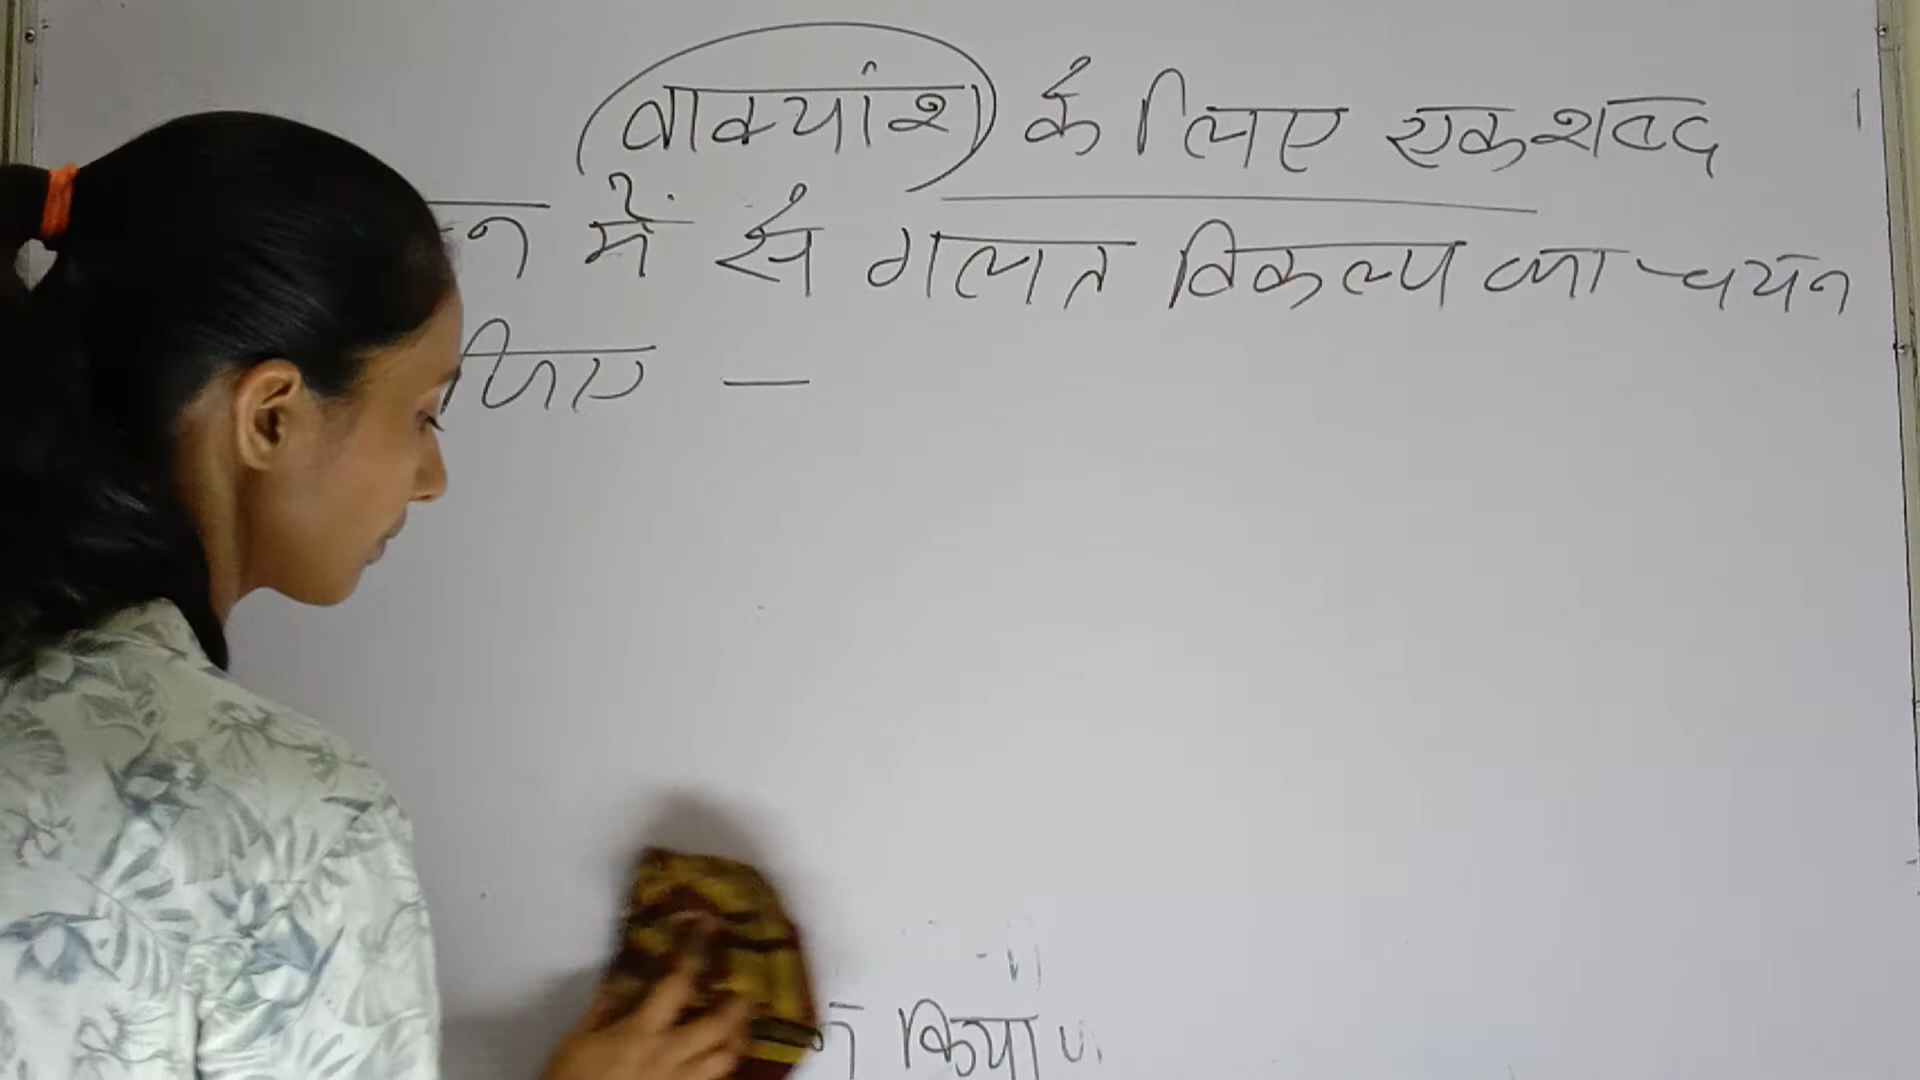 वाक्यांश के लिए एक शब्द
में से गलत विकल्प का चयन
जिए –
किया